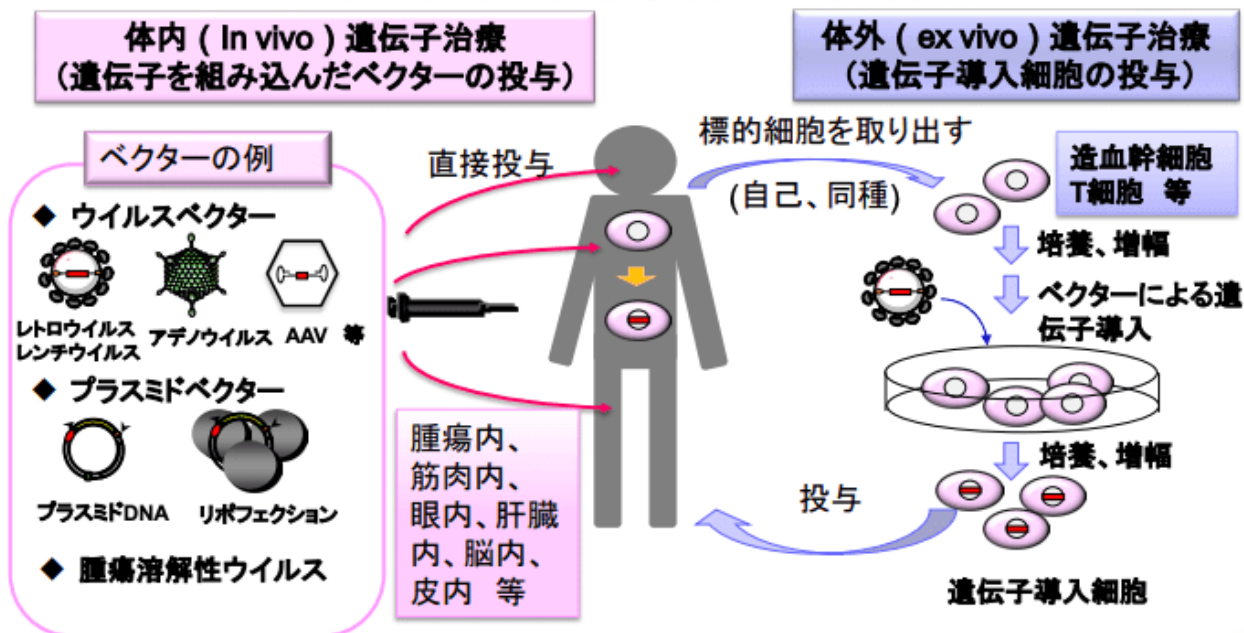 体内（In vivo）遺伝子治療
（遺伝子を組み込んだベクターの投与）
体外（ex vivo）遺伝子治療
（遺伝子導入細胞の投与）
ベクターの例
◆ ウイルスベクター
レトロウイルス
レンチウイルス
アデノウイルス
AAV 等
◆ プラスミドベクター
プラスミドDNA
リポフェクション
◆ 腫瘍溶解性ウイルス
直接投与
腫瘍内、
筋肉内、
眼内、肝臓
内、脳内、
皮内 等
標的細胞を取り出す
(自己、同種)
造血幹細胞
T細胞 等
培養、増幅
ベクターによる遺
伝子導入
培養、増幅
投与
遺伝子導入細胞